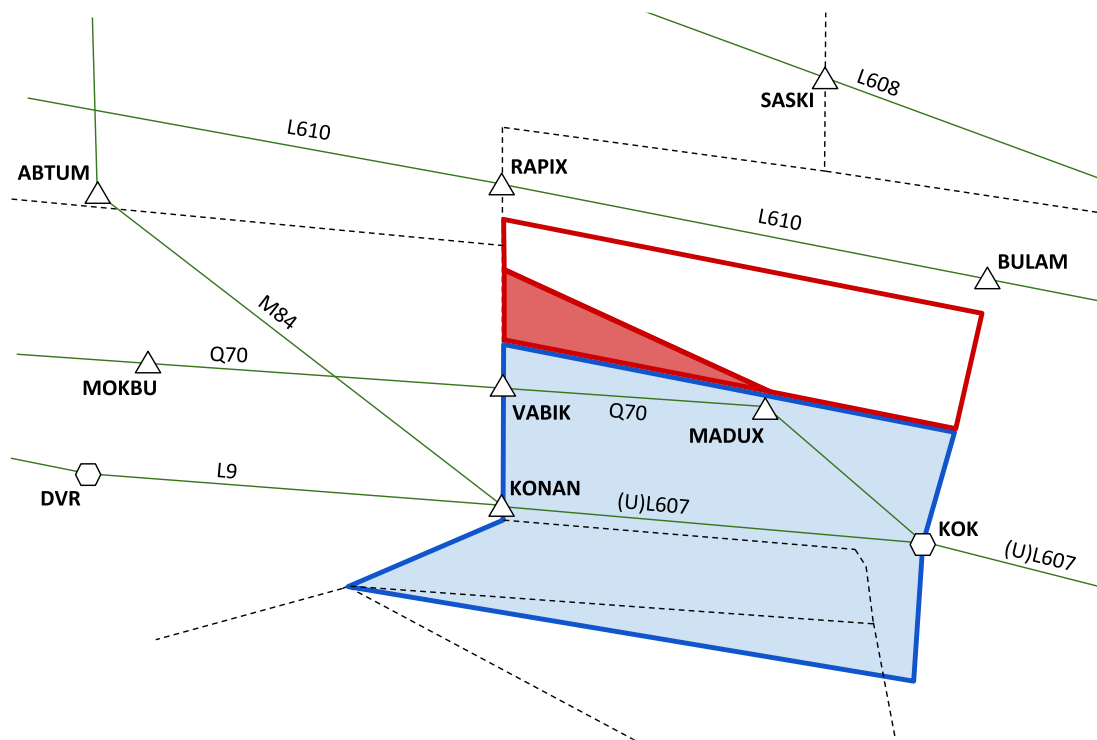 L608
SASKI
L610
RAPIX
ABTUM
L610
BULAM
M84
Q70
MOKBU
VABIK
Q70
MADUX
L9
DVR
KONAN
(U)L607
KOK
(U)L607